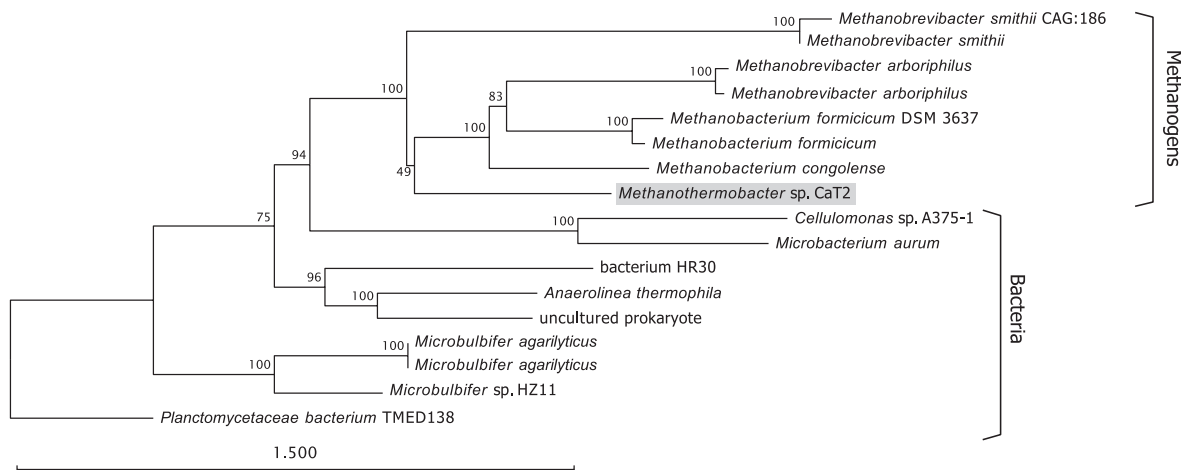 100
Methanobrevibacter smithii CAG:186
Methanobrevibacter smithii
100
Methanobrevibacter arboriphilus
Methanobrevibacter arboriphilus
83
100
100
Methanobacterium formicicum DSM 3637
100
Methanobacterium formicicum
94
49
Methanobacterium congolense
Methanothermobacter sp. CaT2
75
100
Cellulomonas sp. A375-1
Microbacterium aurum
96
bacterium HR30
100
Anaerolinea thermophila
uncultured prokaryote
100
100
Microbulbifer agarilyticus
Microbulbifer agarilyticus
Microbulbifer sp. HZ11
Planctomycetaceae bacterium TMED138
1.500
Methanogens
Bacteria